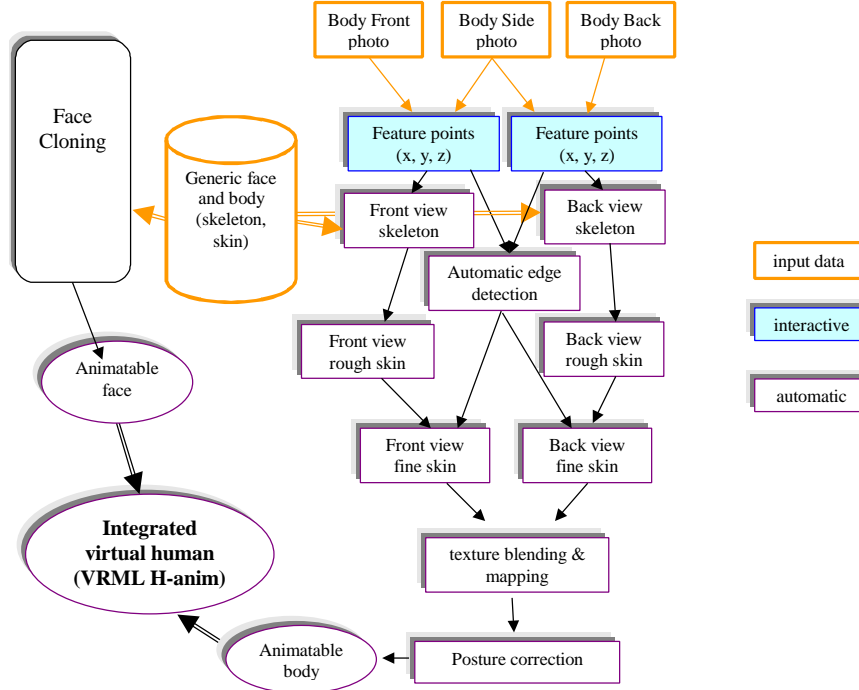 Body Front
photo
Body Side
photo
Body Back
photo
Face
Cloning
Feature points
(x, y, z)
Feature points
(x, y, z)
Generic face
and body
(skeleton,
skin)
Front view
skeleton
Back view
skeleton
Automatic edge
detection
input data
interactive
automatic
Front view
rough skin
Back view
rough skin
Animatable
face
Front view
fine skin
Back view
fine skin
Integrated
virtual human
(VRML H-anim)
texture blending &
mapping
Animatable
body
Posture correction